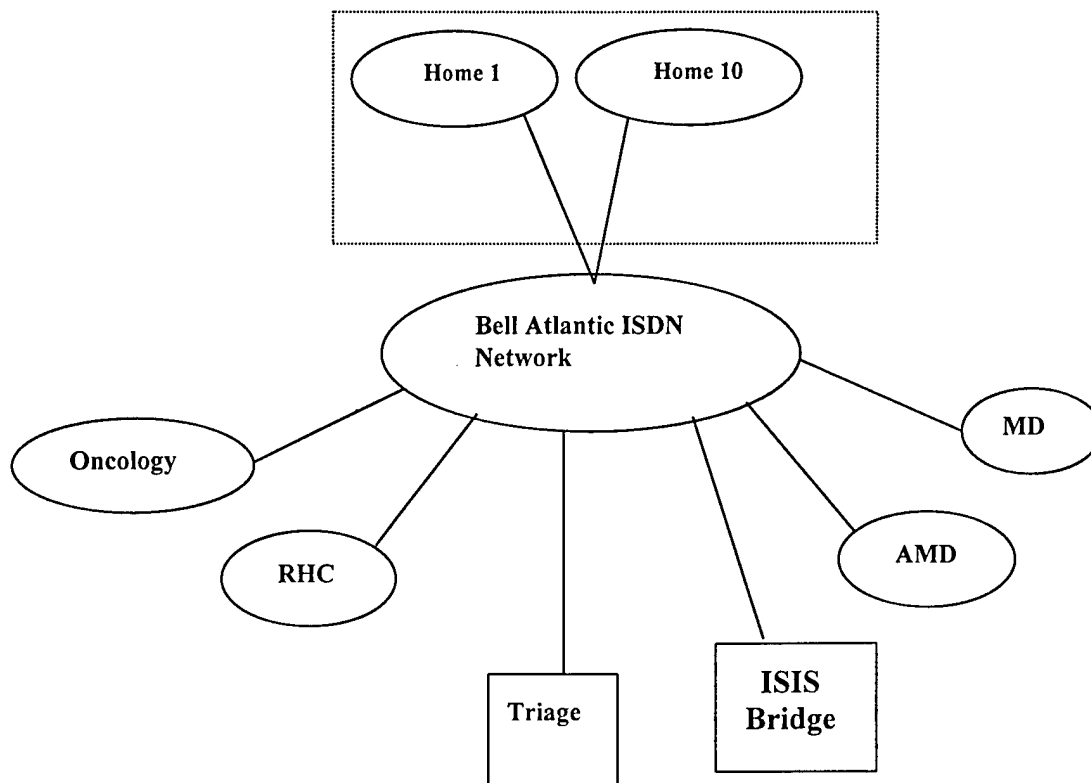 Home 1
Home 10
Bell Atlantic ISDN
Network
MD
Oncology
AMD
RHC
ISIS
Bridge
Triage